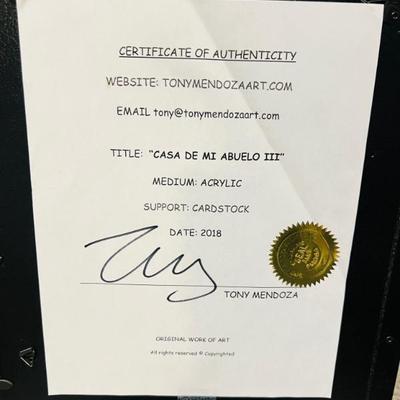 CERTIFICATE OF AUTHENTICITY
WEBSITE: TONYMENDOZAART.COM
EMAIL tony@tonymendozaart.com
TITLE: "CASA DE MI ABUELO III"
MEDIUM: ACRYLIC
SUPPORT: CARDSTOCK
DATE: 2018
TONY MENDOZA
ORIGINAL WORK OF ART
All rights reserved © Copyrighted